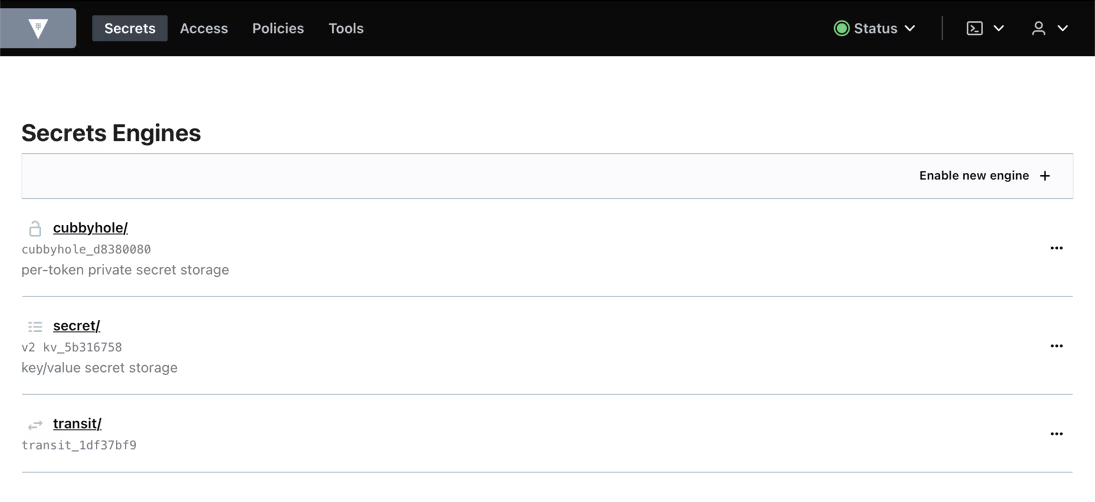 Secrets Access Policies Tools Status
Secrets Engines
Enable new engine
cubbyhole/
cubbyhole_d8380080
per-token private secret storage
secret/
v2 kv_5b316758
key/value secret storage
transit/
transit_1df37bf9